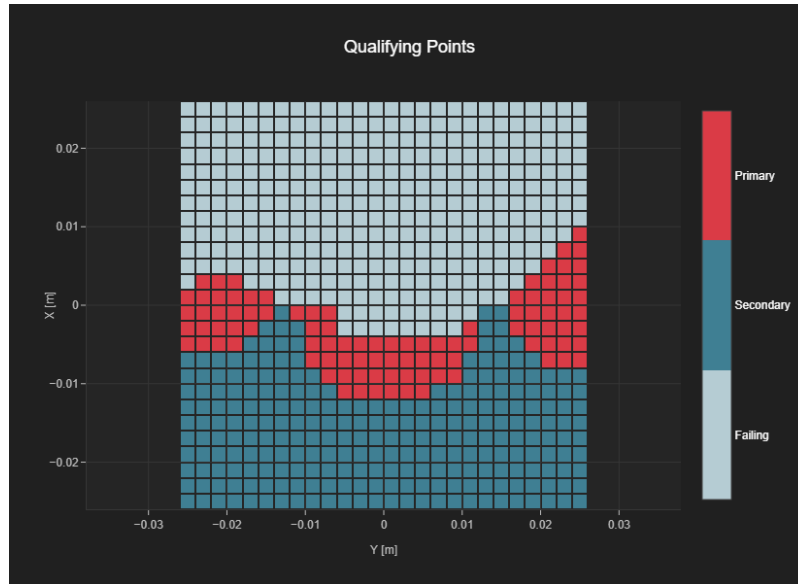 Qualifying Points
0.02
0.01
0
−0.01
−0.02
X [m]
−0.03
−0.02
−0.01
0
0.01
0.02
0.03
Y [m]
Primary
Secondary
Failing